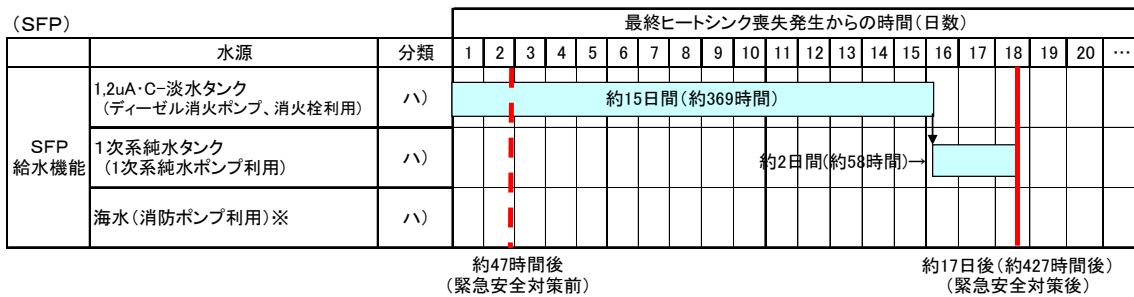 (SFP)
最終ヒートシンク喪失発生からの時間(日数)
水源 分類 1 2 3 4 5 6 7 8 9 10 11 12 13 14 15 16 17 18 19 20 …
SFP
給水機能
1,2uA・C-淡水タンク
(ディーゼル消火ポンプ、消火栓利用)
ハ)
約15日間(約369時間)
1次系純水タンク
(1次系純水ポンプ利用)
ハ)
約2日間(約58時間)→
海水(消防ポンプ利用)※
ハ)
約47時間後
(緊急安全対策前)
約17日後(約427時間後)
(緊急安全対策後)